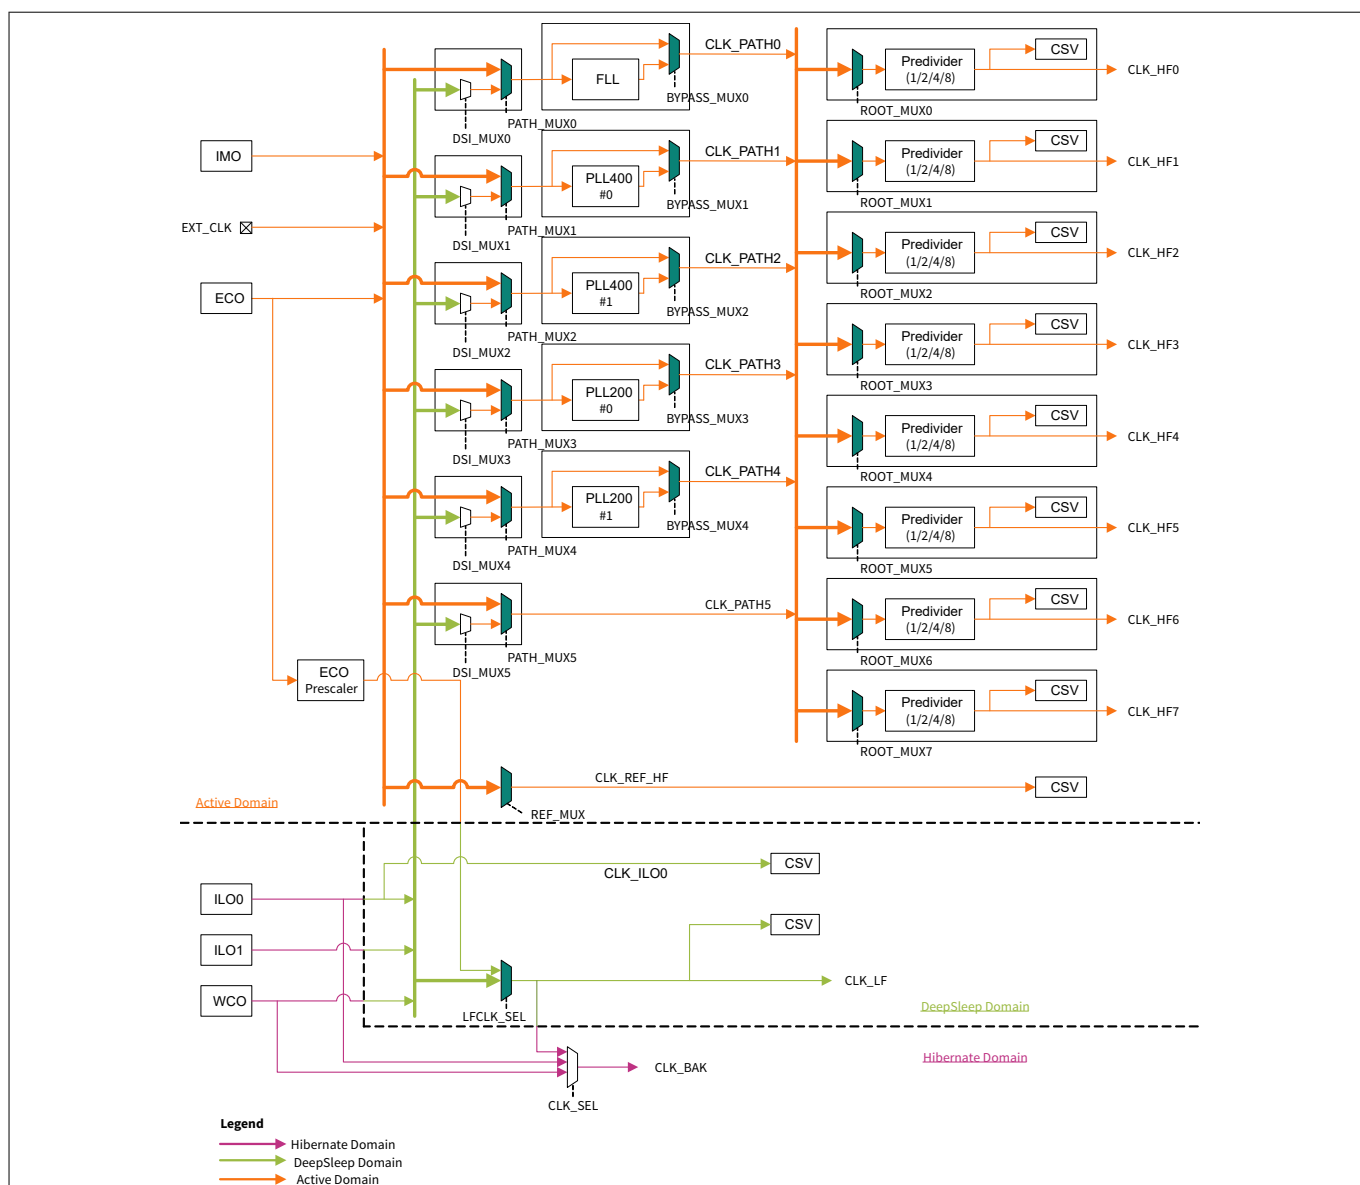 CLK_PATH0
FLL
BYPASS_MUX0
PATH_MUX0
DSI_MUX0
Predivider
(1/2/4/8)
CSV
CLK_HF0
ROOT_MUX0
IMO
CLK_PATH1
PLL400
#0
BYPASS_MUX1
PATH_MUX1
DSI_MUX1
Predivider
(1/2/4/8)
CSV
CLK_HF1
ROOT_MUX1
EXT_CLK
CLK_PATH2
PLL400
#1
BYPASS_MUX2
PATH_MUX2
DSI_MUX2
Predivider
(1/2/4/8)
CSV
CLK_HF2
ROOT_MUX2
ECO
CLK_PATH3
PLL200
#0
BYPASS_MUX3
PATH_MUX3
DSI_MUX3
Predivider
(1/2/4/8)
CSV
CLK_HF3
ROOT_MUX3
CLK_PATH4
PLL200
#1
BYPASS_MUX4
PATH_MUX4
DSI_MUX4
Predivider
(1/2/4/8)
CSV
CLK_HF4
ROOT_MUX4
Predivider
(1/2/4/8)
CSV
CLK_HF5
ROOT_MUX5
CLK_PATH5
PATH_MUX5
DSI_MUX5
Predivider
(1/2/4/8)
CSV
CLK_HF6
ROOT_MUX6
ECO
Prescaler
Predivider
(1/2/4/8)
CSV
CLK_HF7
ROOT_MUX7
CLK_REF_HF
CSV
REF_MUX
Active Domain
CLK_ILO0
CSV
ILO0
ILO1
WCO
CSV
CLK_LF
LFCLK_SEL
DeepSleep Domain
Hibernate Domain
CLK_BAK
CLK_SEL
Legend
Hibernate Domain
DeepSleep Domain
Active Domain